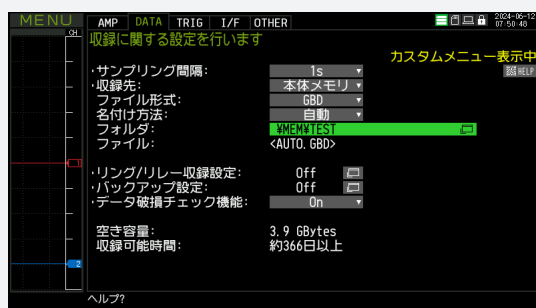 MENU AMP DATA TRIG I/F OTHER 2024-06-12
07:50:46
CH 収録に関する設定を行います
カスタムメニュー表示中
・サンプリング間隔: 1s HELP
・収録先: 本体メモリ
ファイル形式: GBD
名付け方法: 自動
フォルダ: ¥MEM¥TEST
ファイル: <AUTO.GBD>
1
・リング/リレー収録設定: Off
・バックアップ設定: Off
・データ破損チェック機能: On
空き容量: 3.9 GBytes
収録可能時間: 約366日以上
2
ヘルプ?